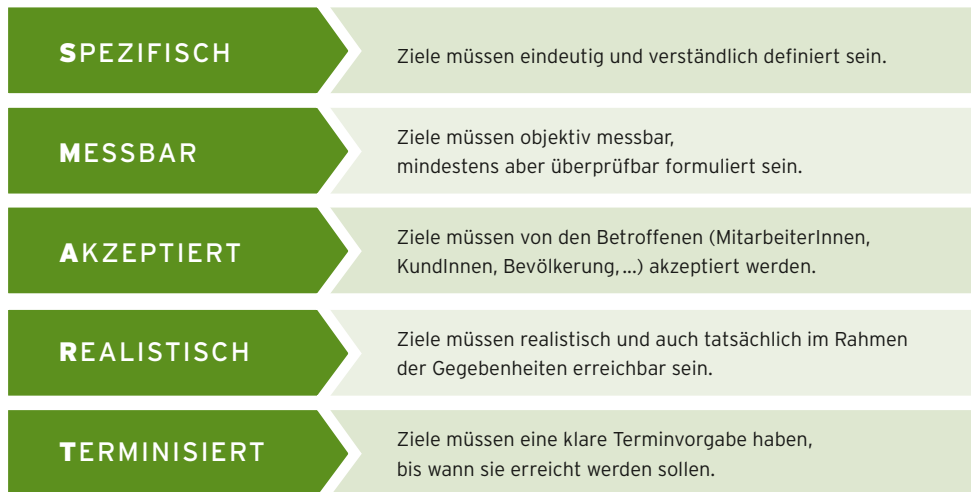 SPEZIFISCH
Ziele müssen eindeutig und verständlich definiert sein.
MESSBAR
Ziele müssen objektiv messbar,
mindestens aber überprüfbar formuliert sein.
AKZEPTIERT
Ziele müssen von den Betroffenen (MitarbeiterInnen,
KundInnen, Bevölkerung,...) akzeptiert werden.
REALISTISCH
Ziele müssen realistisch und auch tatsächlich im Rahmen
der Gegebenheiten erreichbar sein.
TERMINISIERT
Ziele müssen eine klare Terminvorgabe haben,
bis wann sie erreicht werden sollen.